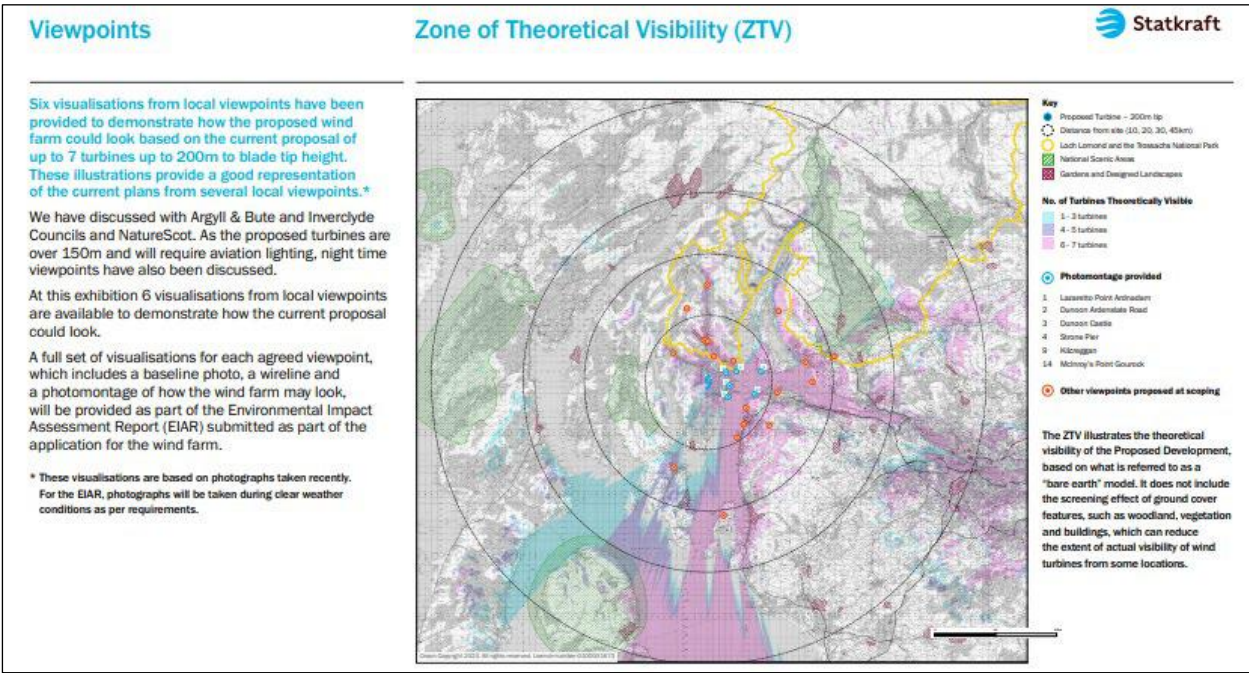 Viewpoints
Zone of Theoretical Visibility (ZTV)
Statkraft
Six visualisations from local viewpoints have been
provided to demonstrate how the proposed wind
farm could look based on the current proposal of
up to 7 turbines up to 200m to blade tip height.
These illustrations provide a good representation
of the current plans from several local viewpoints.*
We have discussed with Argyll & Bute and Inverclyde
Councils and NatureScot. As the proposed turbines are
over 150m and will require aviation lighting, night time
viewpoints have also been discussed.
At this exhibition 6 visualisations from local viewpoints
are available to demonstrate how the current proposal
could look.
A full set of visualisations for each agreed viewpoint,
which includes a baseline photo, a wireline and
a photomontage of how the wind farm may look,
will be provided as part of the Environmental Impact
Assessment Report (EIAR) submitted as part of the
application for the wind farm.
* These visualisations are based on photographs taken recently.
For the EIAR, photographs will be taken during clear weather
conditions as per requirements.
Key
Proposed Turbine – 200m tip
Distance from site (10, 20, 30, 45km)
Loch Lomond and the Trossachs National Park
National Scenic Areas
Gardens and Designed Landscapes
No. of Turbines Theoretically Visible
1 - 3 turbines
4 - 5 turbines
6 - 7 turbines
Photomontage provided
1 Lazaretto Point Ardnadam
2 Dunoon Ardenslate Road
3 Dunoon Castle
4 Strone Pier
9 Kilcreggan
14 McInroy's Point Gourock
Other viewpoints proposed at scoping
The ZTV illustrates the theoretical
visibility of the Proposed Development,
based on what is referred to as a
"bare earth" model. It does not include
the screening effect of ground cover
features, such as woodland, vegetation
and buildings, which can reduce
the extent of actual visibility of wind
turbines from some locations.